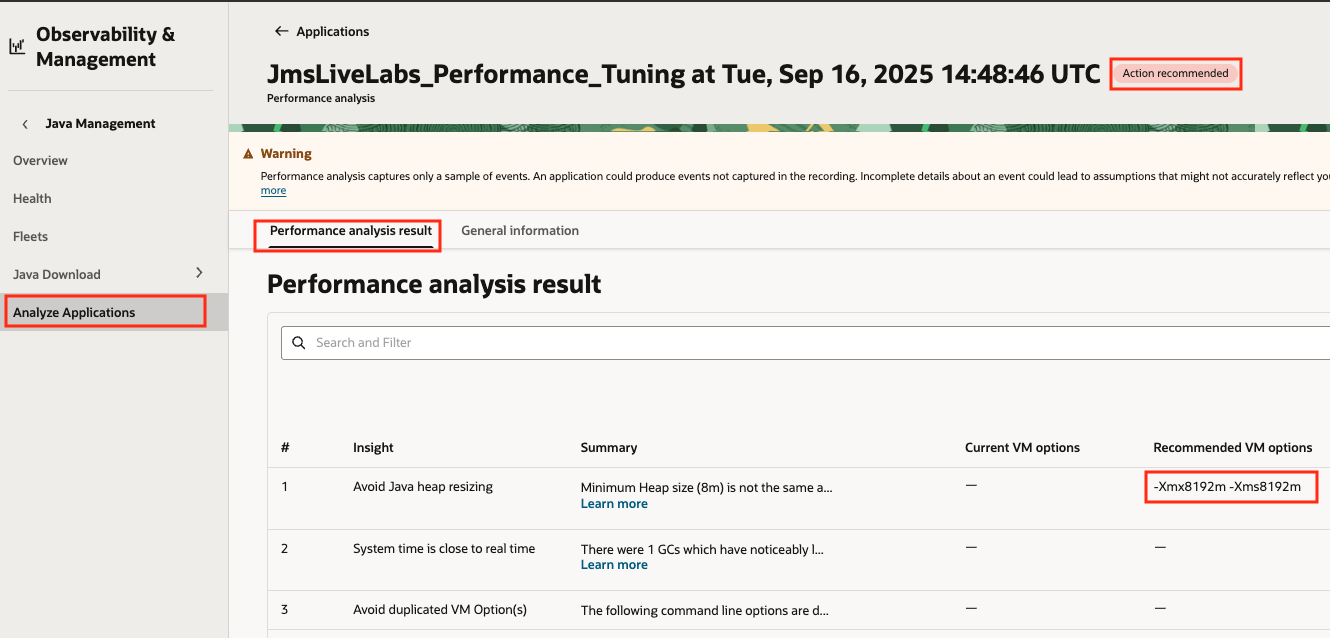 Observability &
Management
Java Management
Overview
Health
Fleets
Java Download
Analyze Applications
Applications
JmsLiveLabs_Performance_Tuning at Tue, Sep 16, 2025 14:48:46 UTC
Action recommended
Performance analysis
Warning
Performance analysis captures only a sample of events. An application could produce events not captured in the recording. Incomplete details about an event could lead to assumptions that might not accurately reflect
more
Performance analysis result
General information
Performance analysis result
Search and Filter
# Insight Summary Current VM options Recommended VM options
1 Avoid Java heap resizing Minimum Heap size (8m) is not the same a... — -Xmx8192m -Xms8192m
Learn more
2 System time is close to real time There were 1 GCs which have noticeably l... — —
Learn more
3 Avoid duplicated VM Option(s) The following command line options are d... — —